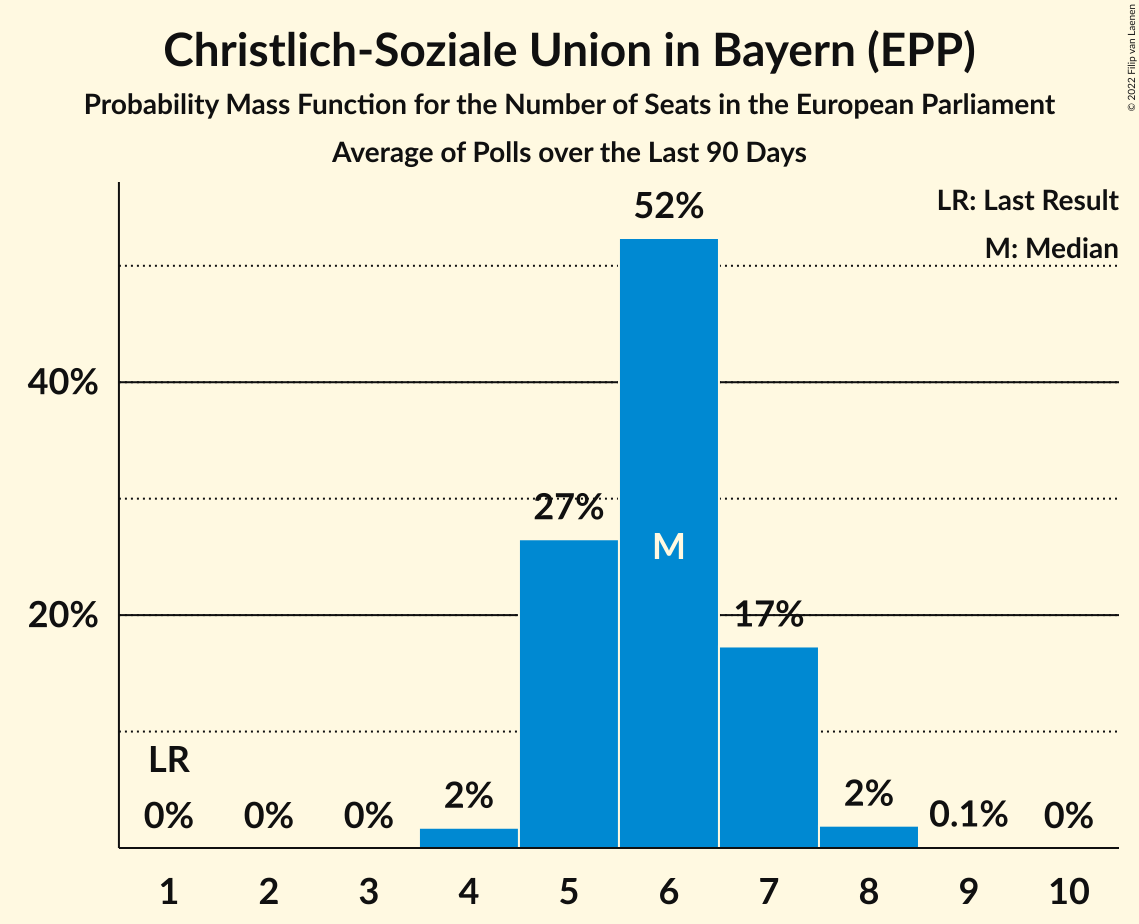 Christlich-Soziale Union in Bayern (EPP)
Probability Mass Function for the Number of Seats in the European Parliament
Average of Polls over the Last 90 Days
© 2022 Filip van Laenen
LR: Last Result
M: Median
52%
40%
27%
M
20%
17%
LR
0% 0% 0% 2% 2% 0.1% 0%
1 2 3 4 5 6 7 8 9 10